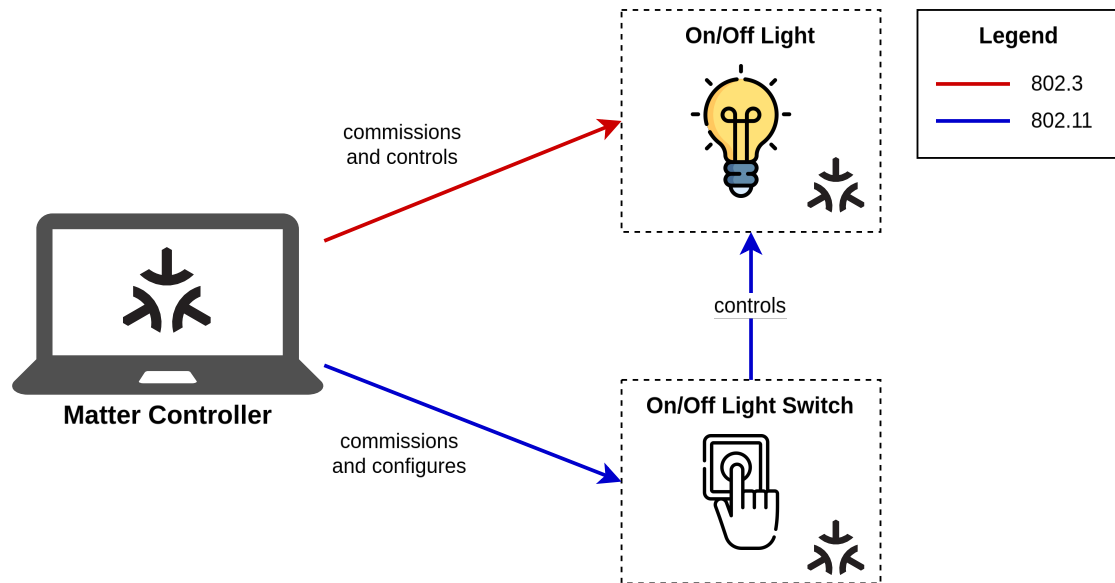 On/Off Light
Legend
802.3
802.11
commissions
and controls
controls
Matter Controller
On/Off Light Switch
commissions
and configures